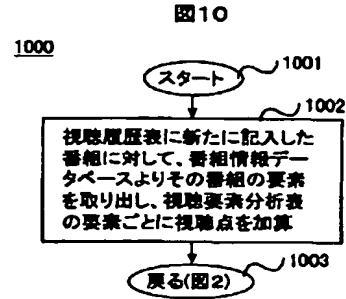 図10
1000
スタート
1001
1002
視聴履歴表に新たに記入した
番組に対して、番組情報デー
タベースよりその番組の要素
を取り出し、視聴要素分析表
の要素ごとに視聴点を加算
戻る(図2)
1003